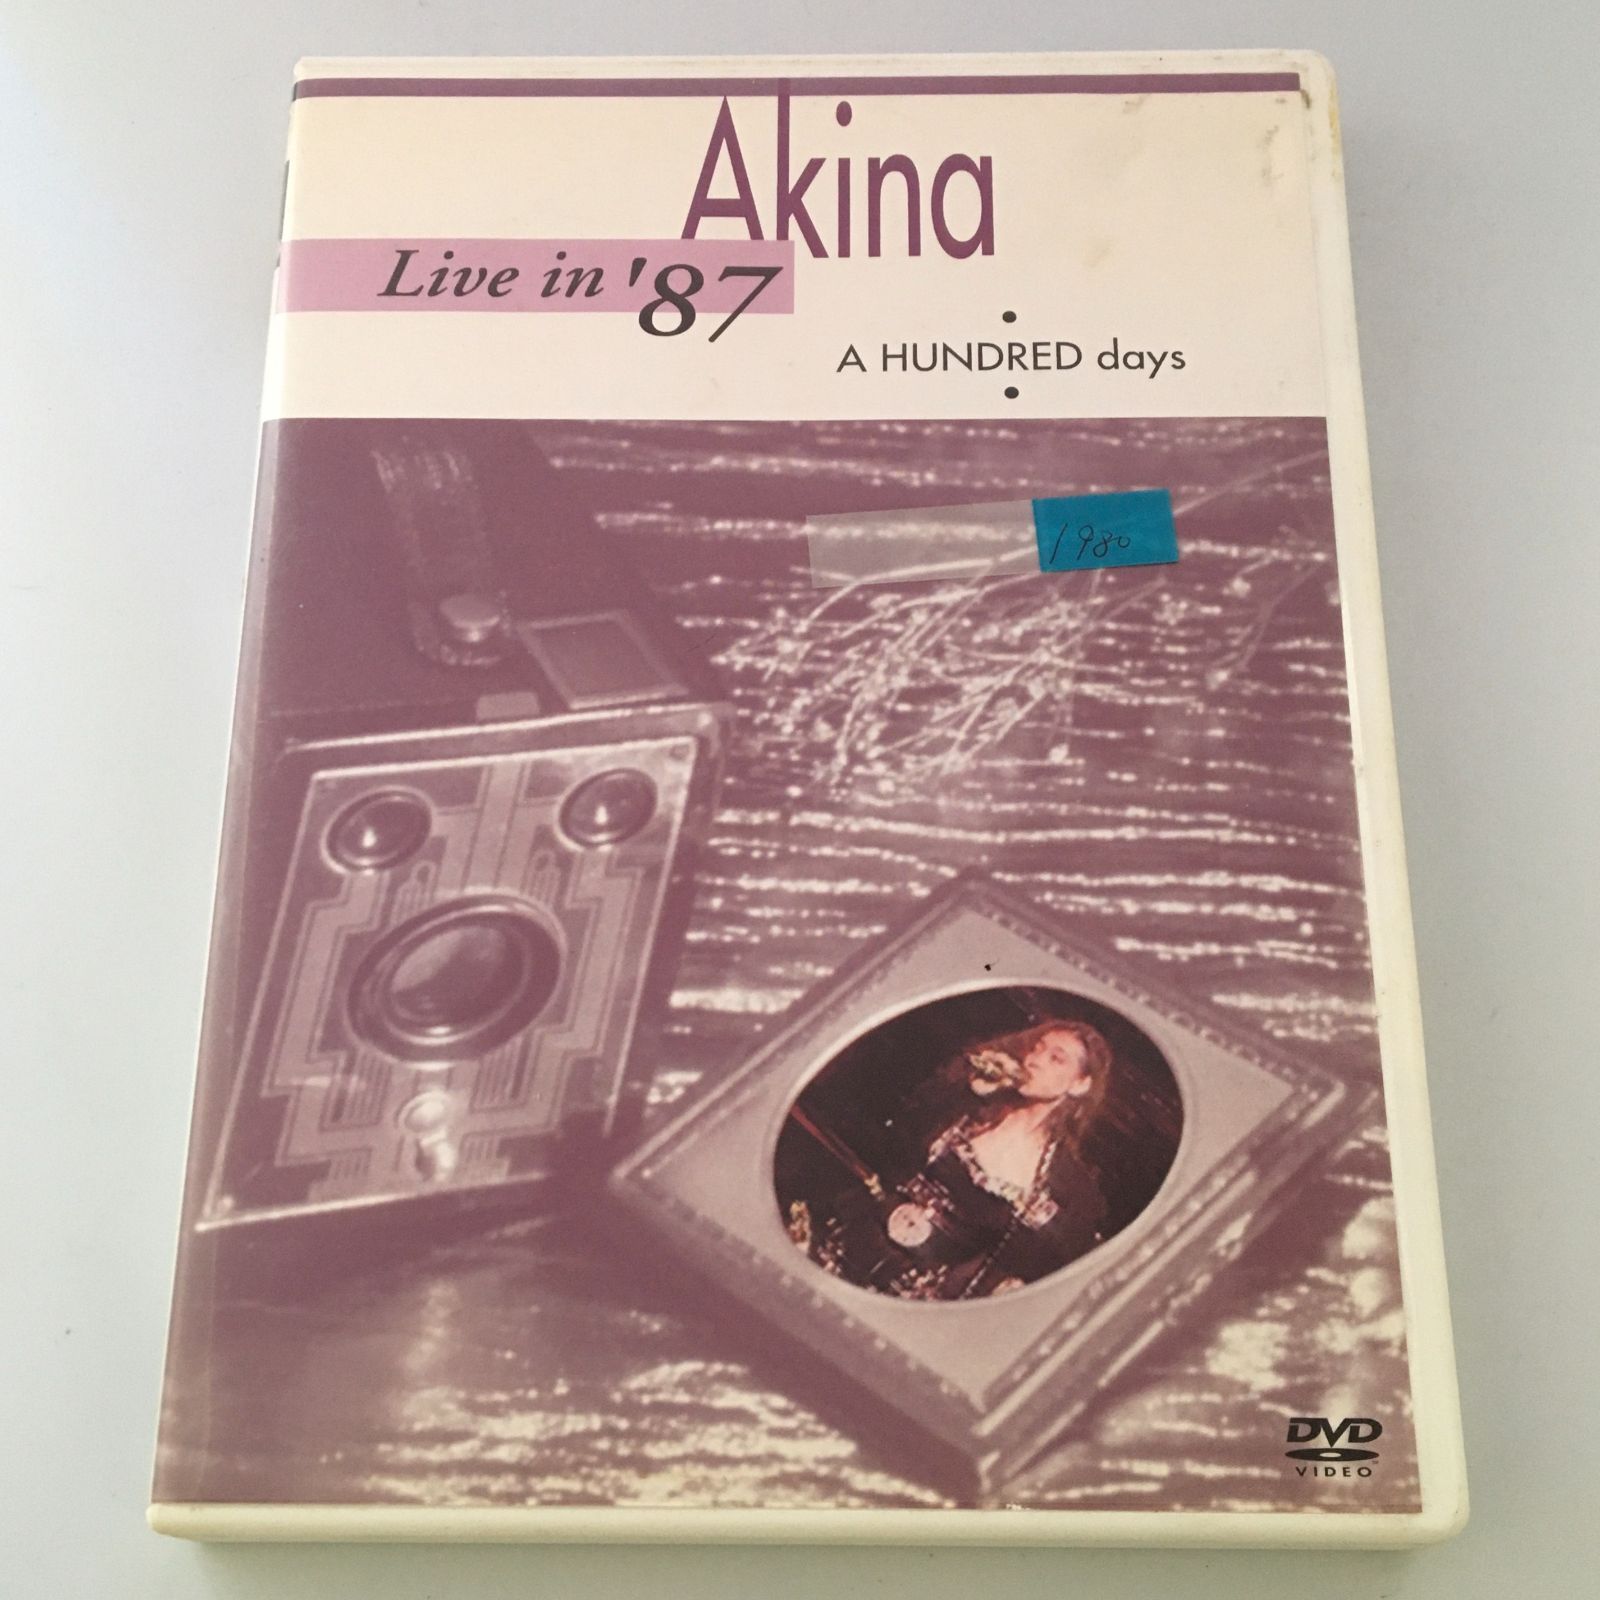 Akina
Live in '87
A HUNDRED days
1980
DVD
VIDEO